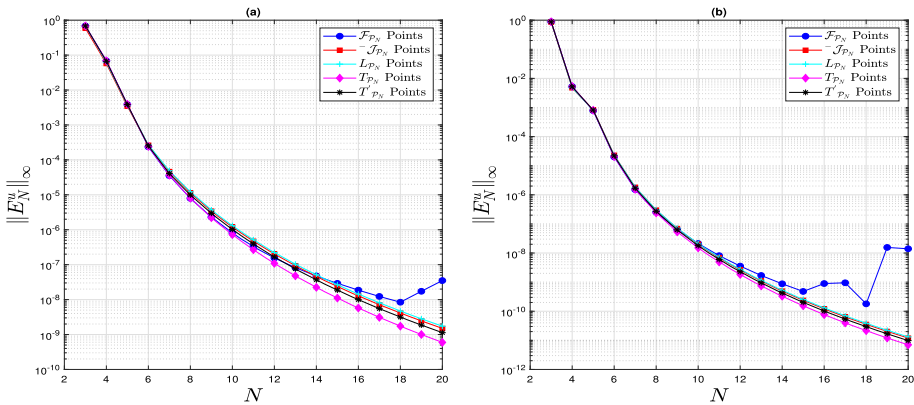 (a)
10^0
10^-1
10^-2
10^-3
10^-4
10^-5
10^-6
10^-7
10^-8
10^-9
10^-10
‖E_N^u‖_∞
2 4 6 8 10 12 14 16 18 20
N
F_{P_N} Points
^-J_{P_N} Points
L_{P_N} Points
T_{P_N} Points
T'_{P_N} Points
(b)
10^0
10^-2
10^-4
10^-6
10^-8
10^-10
10^-12
‖E_N^u‖_∞
2 4 6 8 10 12 14 16 18 20
N
F_{P_N} Points
^-J_{P_N} Points
L_{P_N} Points
T_{P_N} Points
T'_{P_N} Points